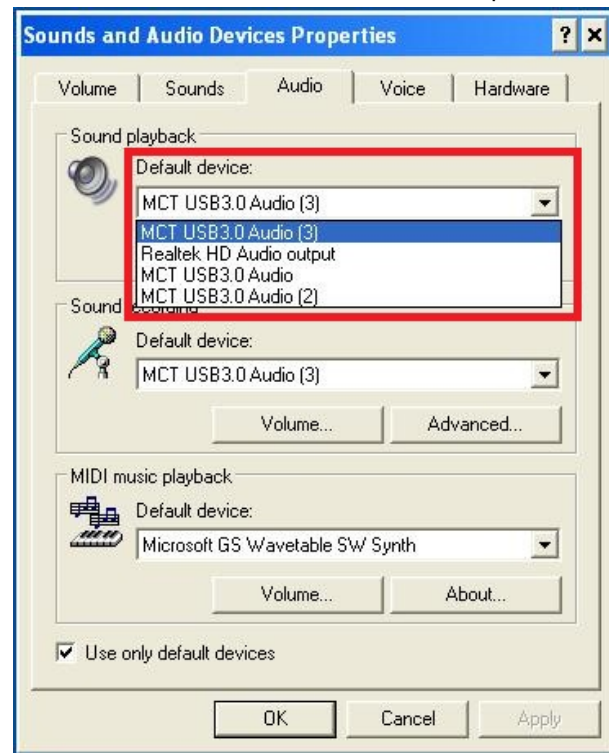 Sounds and Audio Devices Properties
? ×
Volume Sounds Audio Voice Hardware
Sound playback
Default device:
MCT USB3.0 Audio (3)
MCT USB3.0 Audio (3)
Realtek HD Audio output
MCT USB3.0 Audio
MCT USB3.0 Audio (2)
Sound recording
Default device:
MCT USB3.0 Audio (3)
Volume... Advanced...
MIDI music playback
Default device:
Microsoft GS Wavetable SW Synth
Volume... About...
Use only default devices
OK Cancel Apply